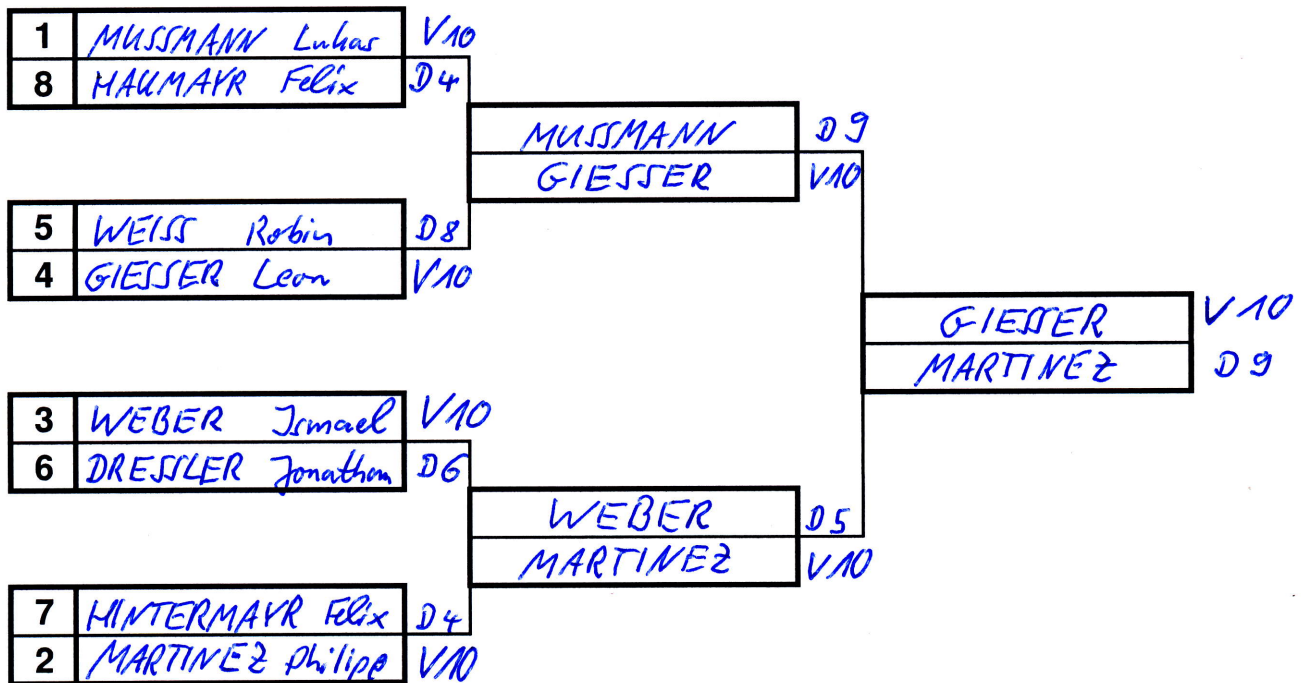 1 MUSSMANN Lukas V10
8 HAUMAYR Felix D4
MUSSMANN D9
GIESSER V10
5 WEISS Robin D8
4 GIESSER Leon V10
GIESSER V10
MARTINEZ D9
3 WEBER Ismael V10
6 DRESSLER Jonathan D6
WEBER D5
MARTINEZ V10
7 HINTERMAYR Felix D4
2 MARTINEZ Philipp V10